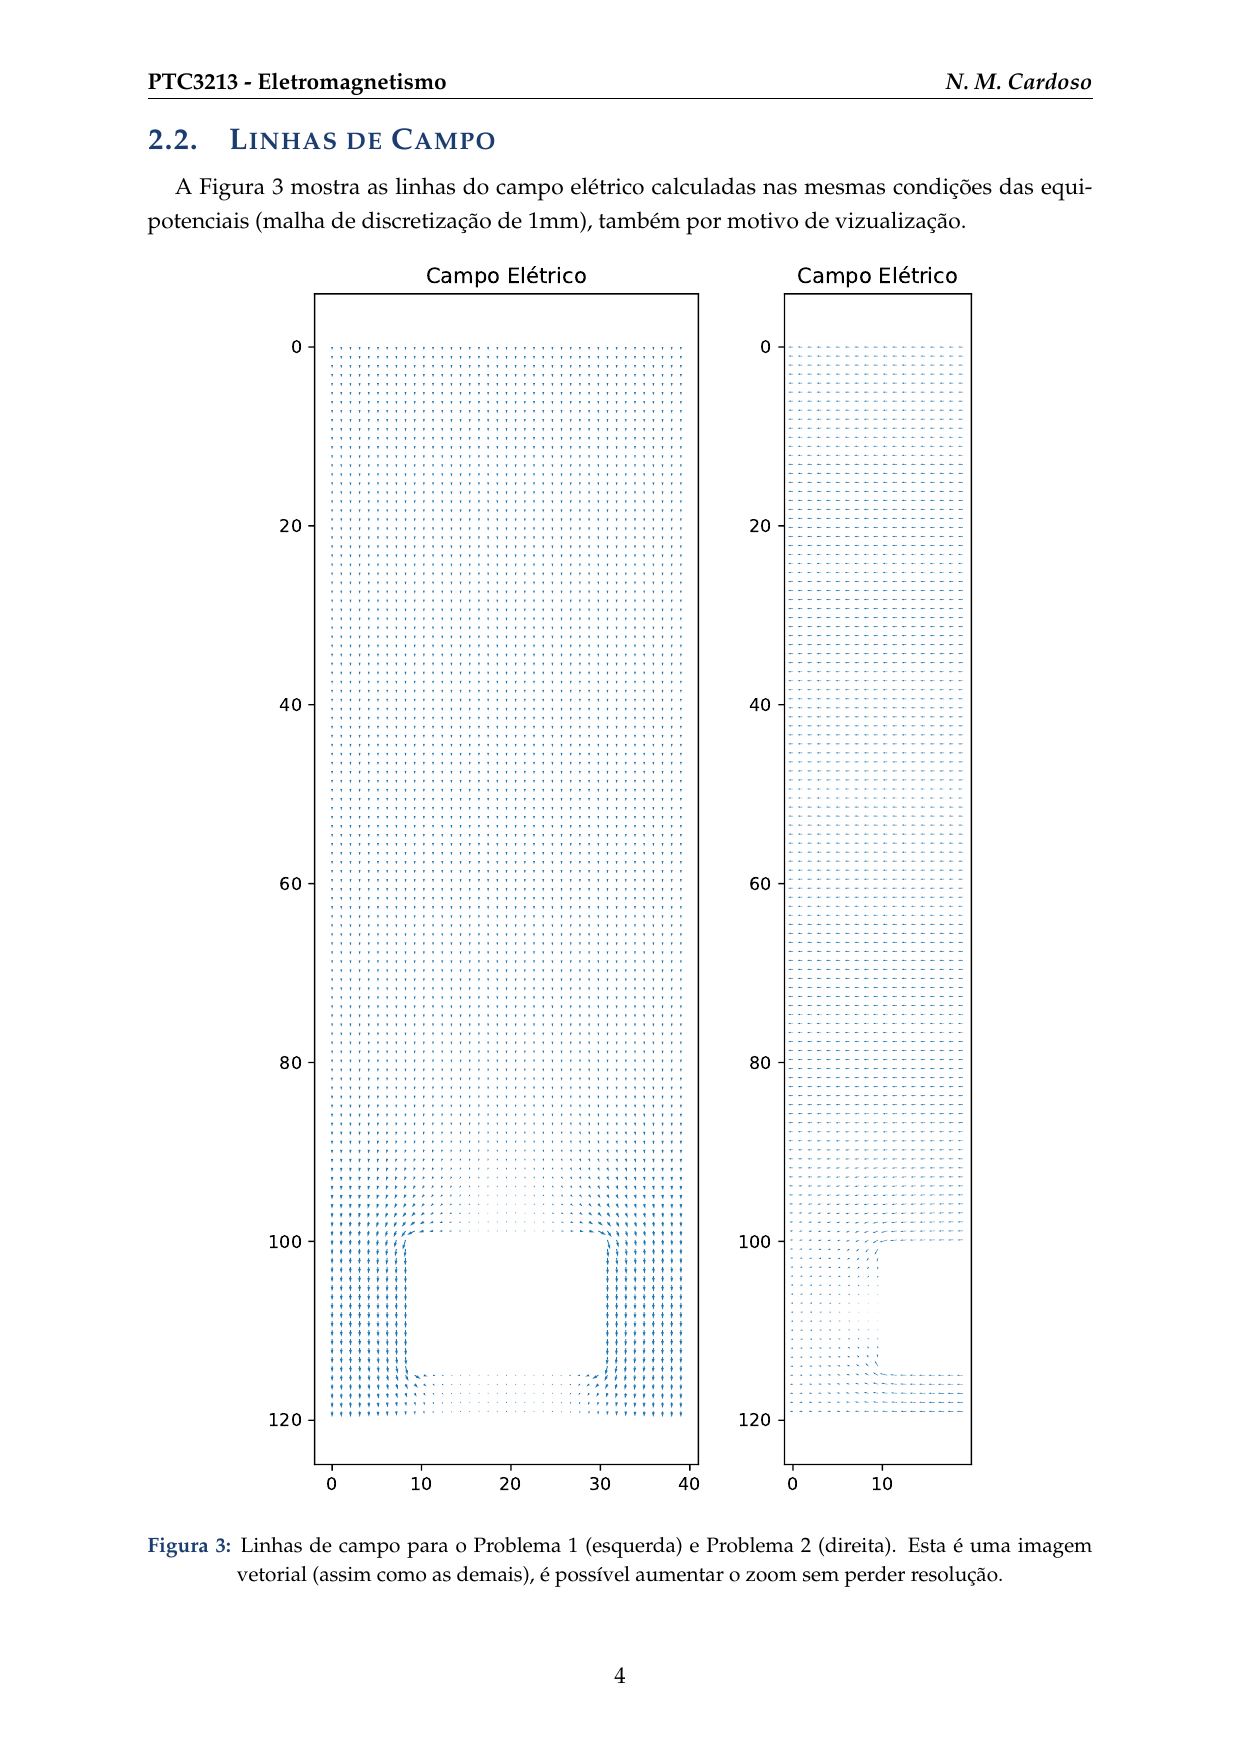 PTC3213 - Eletromagnetismo N. M. Cardoso
2.2. LINHAS DE CAMPO
A Figura 3 mostra as linhas do campo elétrico calculadas nas mesmas condições das equi-
potenciais (malha de discretização de 1mm), também por motivo de vizualização.
Campo Elétrico
0
20
40
60
80
100
120
0 10 20 30 40
Campo Elétrico
0
20
40
60
80
100
120
0 10
Figura 3: Linhas de campo para o Problema 1 (esquerda) e Problema 2 (direita). Esta é uma imagem
vetorial (assim como as demais), é possível aumentar o zoom sem perder resolução.
4